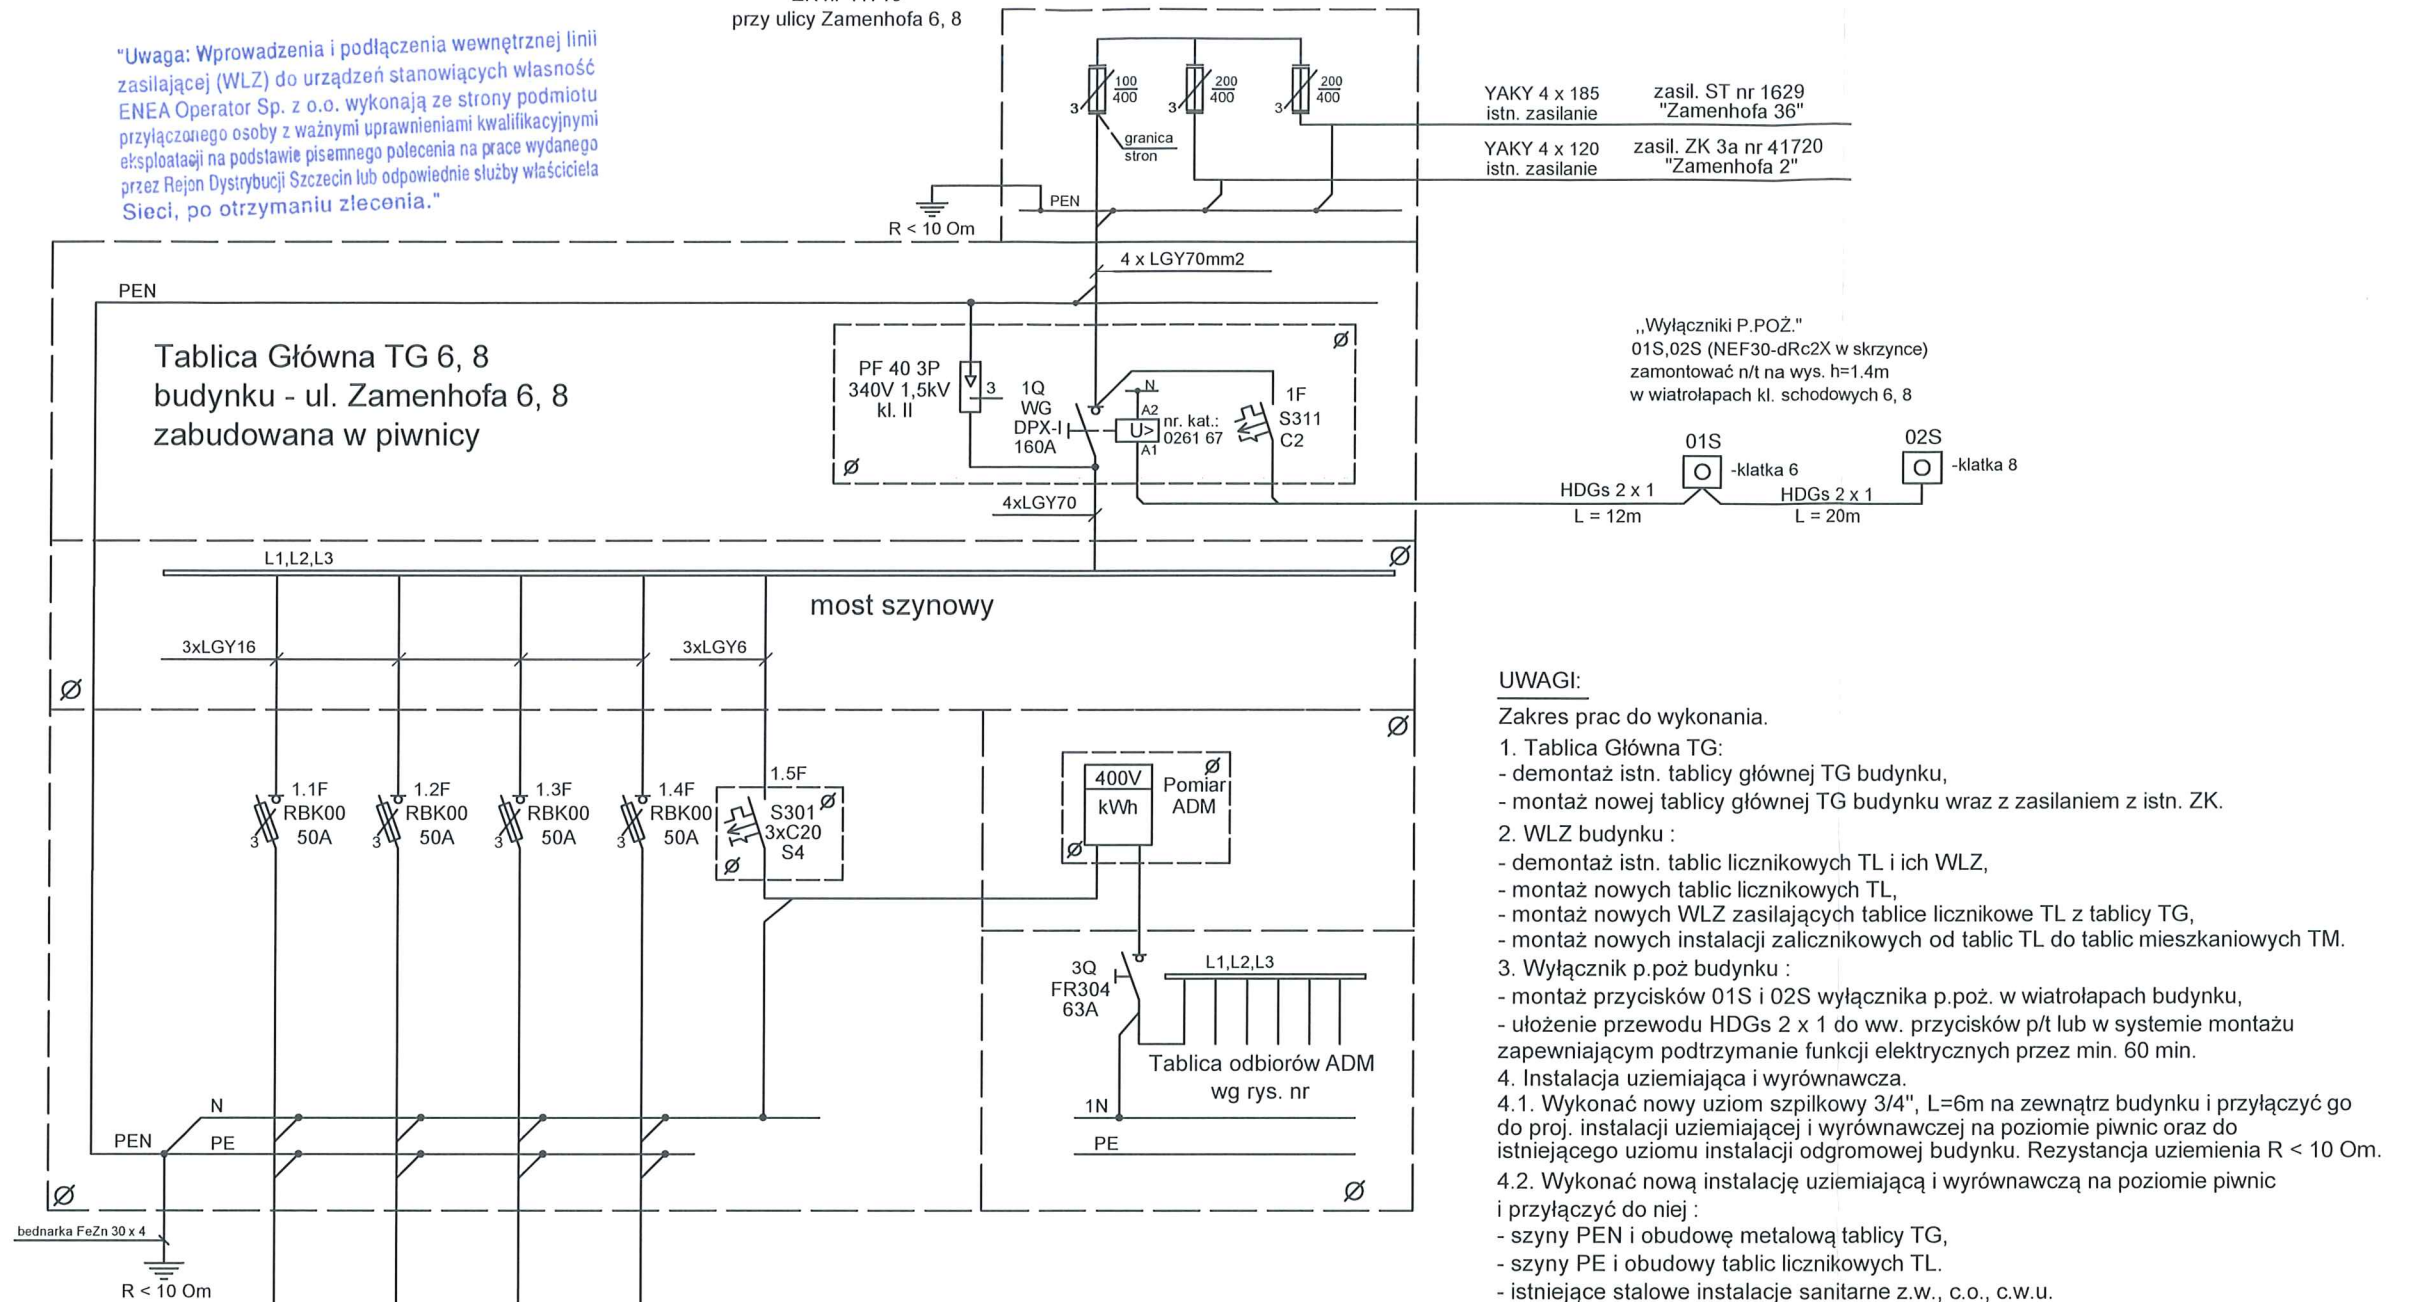 przy ulicy Zamenhofa 6, 8
"Uwaga: Wprowadzenia i podłączenia wewnętrznej linii
zasilającej (WLZ) do urządzeń stanowiących własność
ENEA Operator Sp. z o.o. wykonają ze strony podmiotu
przyłączonego osoby z ważnymi uprawnieniami kwalifikacyjnymi
eksploatacji na podstawie pisemnego polecenia na prace wydanego
przez Rejon Dystrybucji Szczecin lub odpowiednie służby właściciela
Sieci, po otrzymaniu zlecenia."
100
400
3
200
400
3
200
400
3
granica
stron
YAKY 4 x 185
istn. zasilanie
zasil. ST nr 1629
"Zamenhofa 36"
YAKY 4 x 120
istn. zasilanie
zasil. ZK 3a nr 41720
"Zamenhofa 2"
PEN
R < 10 Om
4 x LGY70mm2
PEN
Tablica Główna TG 6, 8
budynku - ul. Zamenhofa 6, 8
zabudowana w piwnicy
PF 40 3P
340V 1,5kV
kl. II
3
1Q
WG
DPX-I
160A
N
A2
U>
A1
nr. kat.:
0261 67
1F
S311
C2
Ø
Ø
4xLGY70
,,Wyłączniki P.POŻ."
01S,02S (NEF30-dRc2X w skrzynce)
zamontować n/t na wys. h=1.4m
w wiatrołapach kl. schodowych 6, 8
01S
-klatka 6
02S
-klatka 8
HDGs 2 x 1
L = 12m
HDGs 2 x 1
L = 20m
L1,L2,L3
Ø
most szynowy
3xLGY16
3xLGY6
Ø
Ø
1.1F
RBK00
50A
3
1.2F
RBK00
50A
3
1.3F
RBK00
50A
3
1.4F
RBK00
50A
3
1.5F
S301
3xC20
S4
Ø
Ø
400V
kWh
Pomiar
ADM
Ø
Ø
3Q
FR304
63A
L1,L2,L3
Tablica odbiorów ADM
wg rys. nr
1N
PE
Ø
N
PEN
PE
Ø
bednarka FeZn 30 x 4
R < 10 Om
UWAGI:
Zakres prac do wykonania.
1. Tablica Główna TG:
- demontaż istn. tablicy głównej TG budynku,
- montaż nowej tablicy głównej TG budynku wraz z zasilaniem z istn. ZK.
2. WLZ budynku :
- demontaż istn. tablic licznikowych TL i ich WLZ,
- montaż nowych tablic licznikowych TL,
- montaż nowych WLZ zasilających tablice licznikowe TL z tablicy TG,
- montaż nowych instalacji zalicznikowych od tablic TL do tablic mieszkaniowych TM.
3. Wyłącznik p.poż budynku :
- montaż przycisków 01S i 02S wyłącznika p.poż. w wiatrołapach budynku,
- ułożenie przewodu HDGs 2 x 1 do ww. przycisków p/t lub w systemie montażu
zapewniającym podtrzymanie funkcji elektrycznych przez min. 60 min.
4. Instalacja uziemiająca i wyrównawcza.
4.1. Wykonać nowy uziom szpilkowy 3/4", L=6m na zewnątrz budynku i przyłączyć go
do proj. instalacji uziemiającej i wyrównawczej na poziomie piwnic oraz do
istniejącego uziomu instalacji odgromowej budynku. Rezystancja uziemienia R < 10 Om.
4.2. Wykonać nową instalację uziemiającą i wyrównawczą na poziomie piwnic
i przyłączyć do niej :
- szyny PEN i obudowę metalową tablicy TG,
- szyny PE i obudowy tablic licznikowych TL.
- istniejące stalowe instalacje sanitarne z.w., c.o., c.w.u.